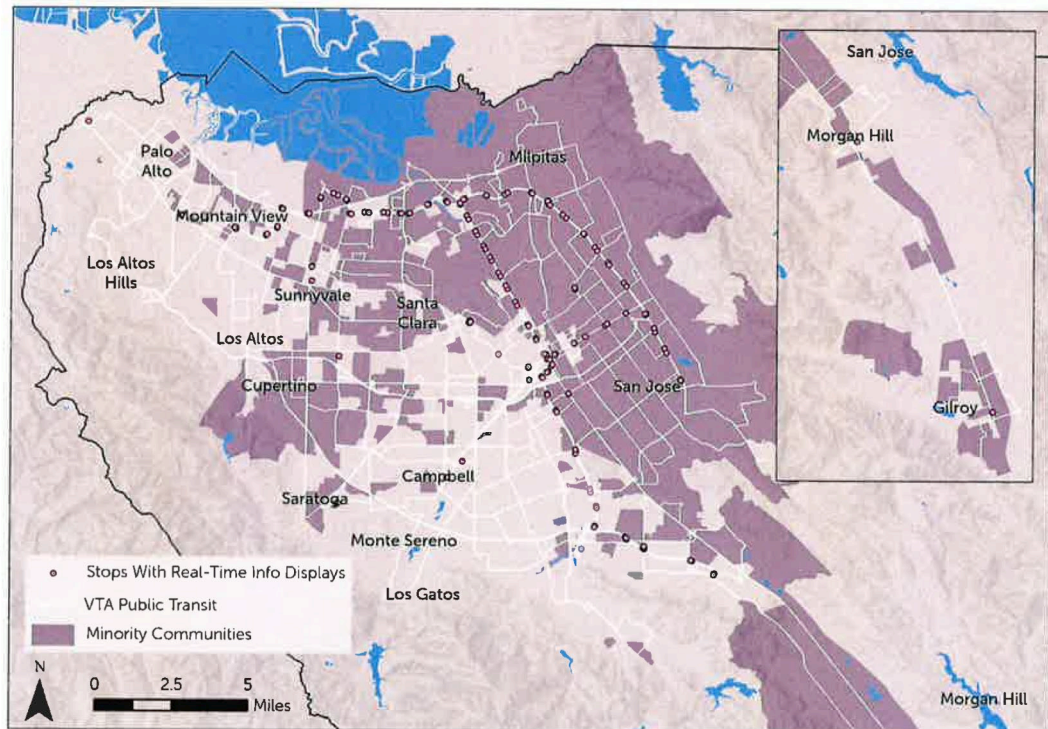 San Jose
Morgan Hill
Gilroy
Palo
Alto
Milpitas
Mountain View
Los Altos
Hills
Sunnyvale
Santa
Clara
Los Altos
Cupertino
San Jose
Campbell
Saratoga
Monte Sereno
Los Gatos
Morgan Hill
Stops With Real-Time Info Displays
VTA Public Transit
Minority Communities
N
0 2.5 5
Miles